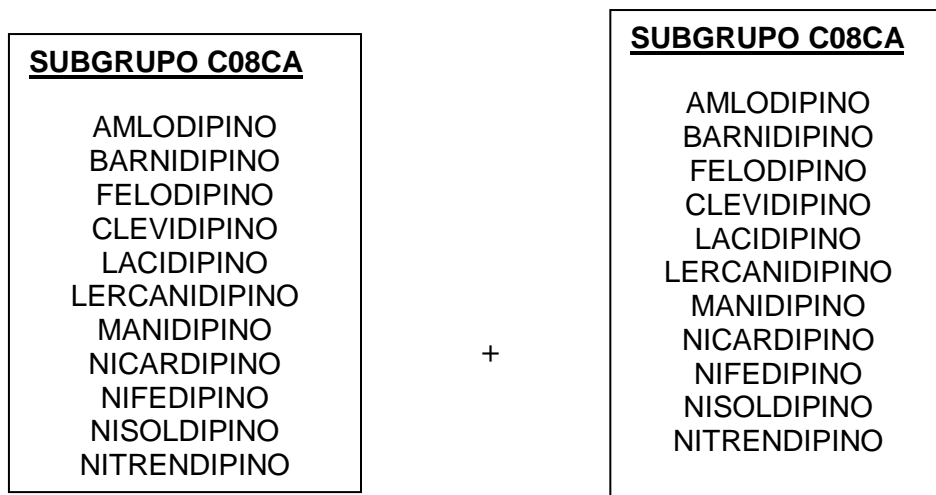 SUBGRUPO C08CA
AMLODIPINO
BARNIDIPINO
FELODIPINO
CLEVIDIPINO
LACIDIPINO
LERCANIDIPINO
MANIDIPINO
NICARDIPINO
NIFEDIPINO
NISOLDIPINO
NITRENDIPINO
+
SUBGRUPO C08CA
AMLODIPINO
BARNIDIPINO
FELODIPINO
CLEVIDIPINO
LACIDIPINO
LERCANIDIPINO
MANIDIPINO
NICARDIPINO
NIFEDIPINO
NISOLDIPINO
NITRENDIPINO